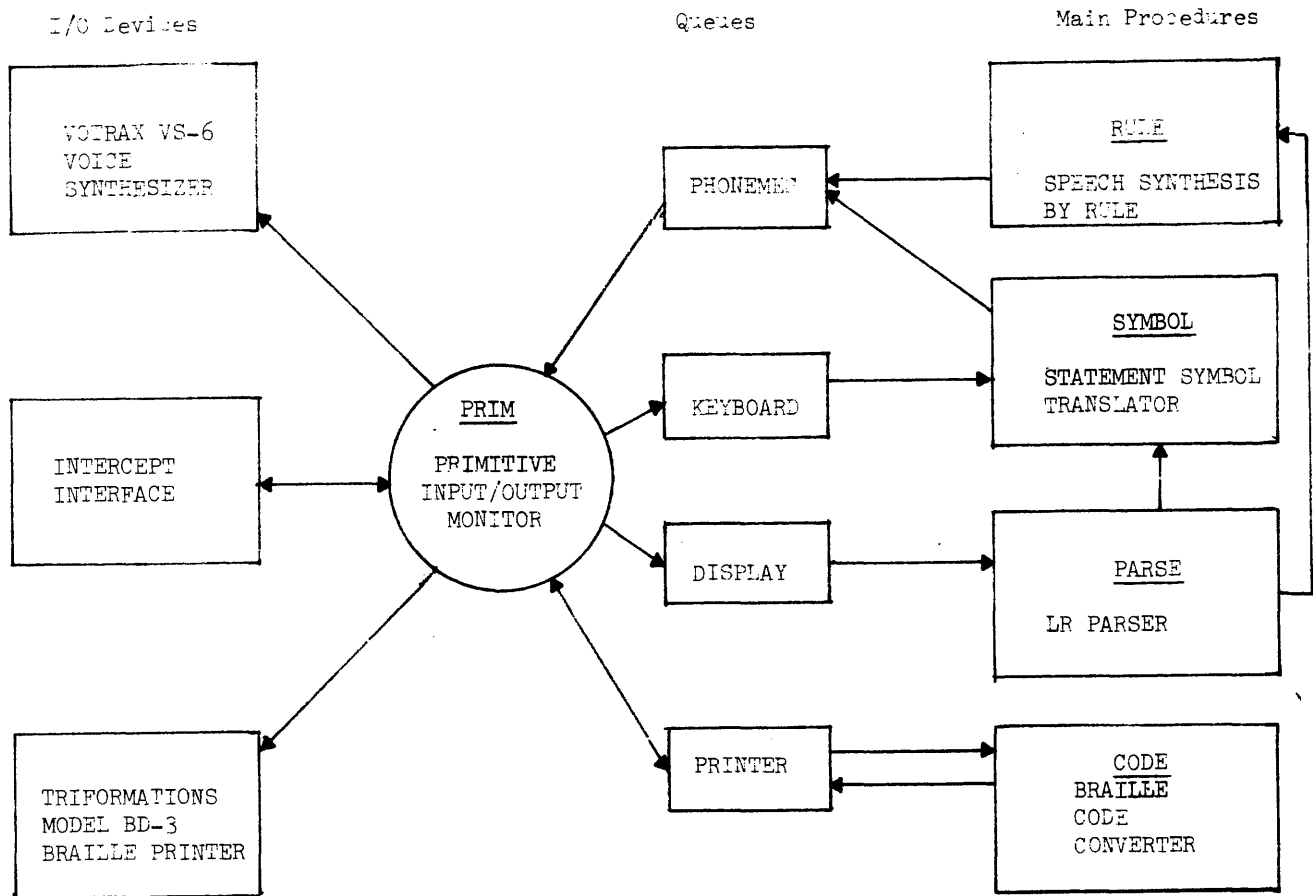 I/O Devices
Queues
Main Procedures
VOTRAX VS-6
VOICE
SYNTHESIZER
INTERCEPT
INTERFACE
TRIFORMATIONS
MODEL BD-3
BRAILLE PRINTER
PRIM
PRIMITIVE
INPUT/OUTPUT
MONITOR
PHONEMES
KEYBOARD
DISPLAY
PRINTER
RULE
SPEECH SYNTHESIS
BY RULE
SYMBOL
STATEMENT SYMBOL
TRANSLATOR
PARSE
LR PARSER
CODE
BRAILLE
CODE
CONVERTER